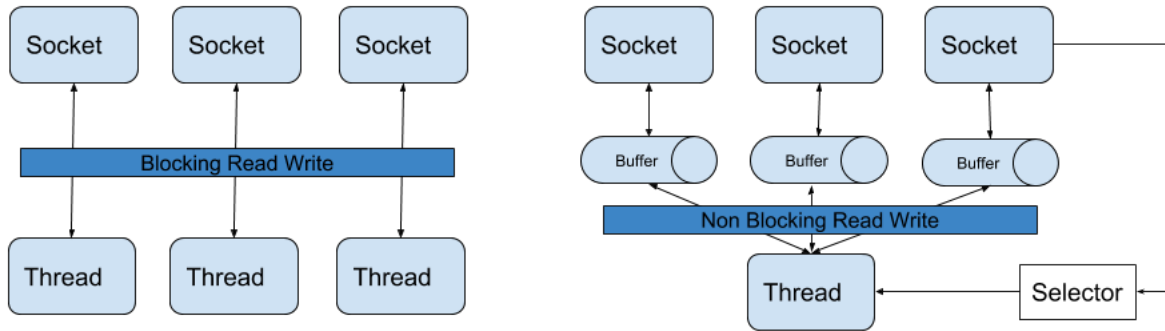 Socket
Socket
Socket
Blocking Read Write
Thread
Thread
Thread
Socket
Socket
Socket
Buffer
Buffer
Buffer
Non Blocking Read Write
Thread
Selector